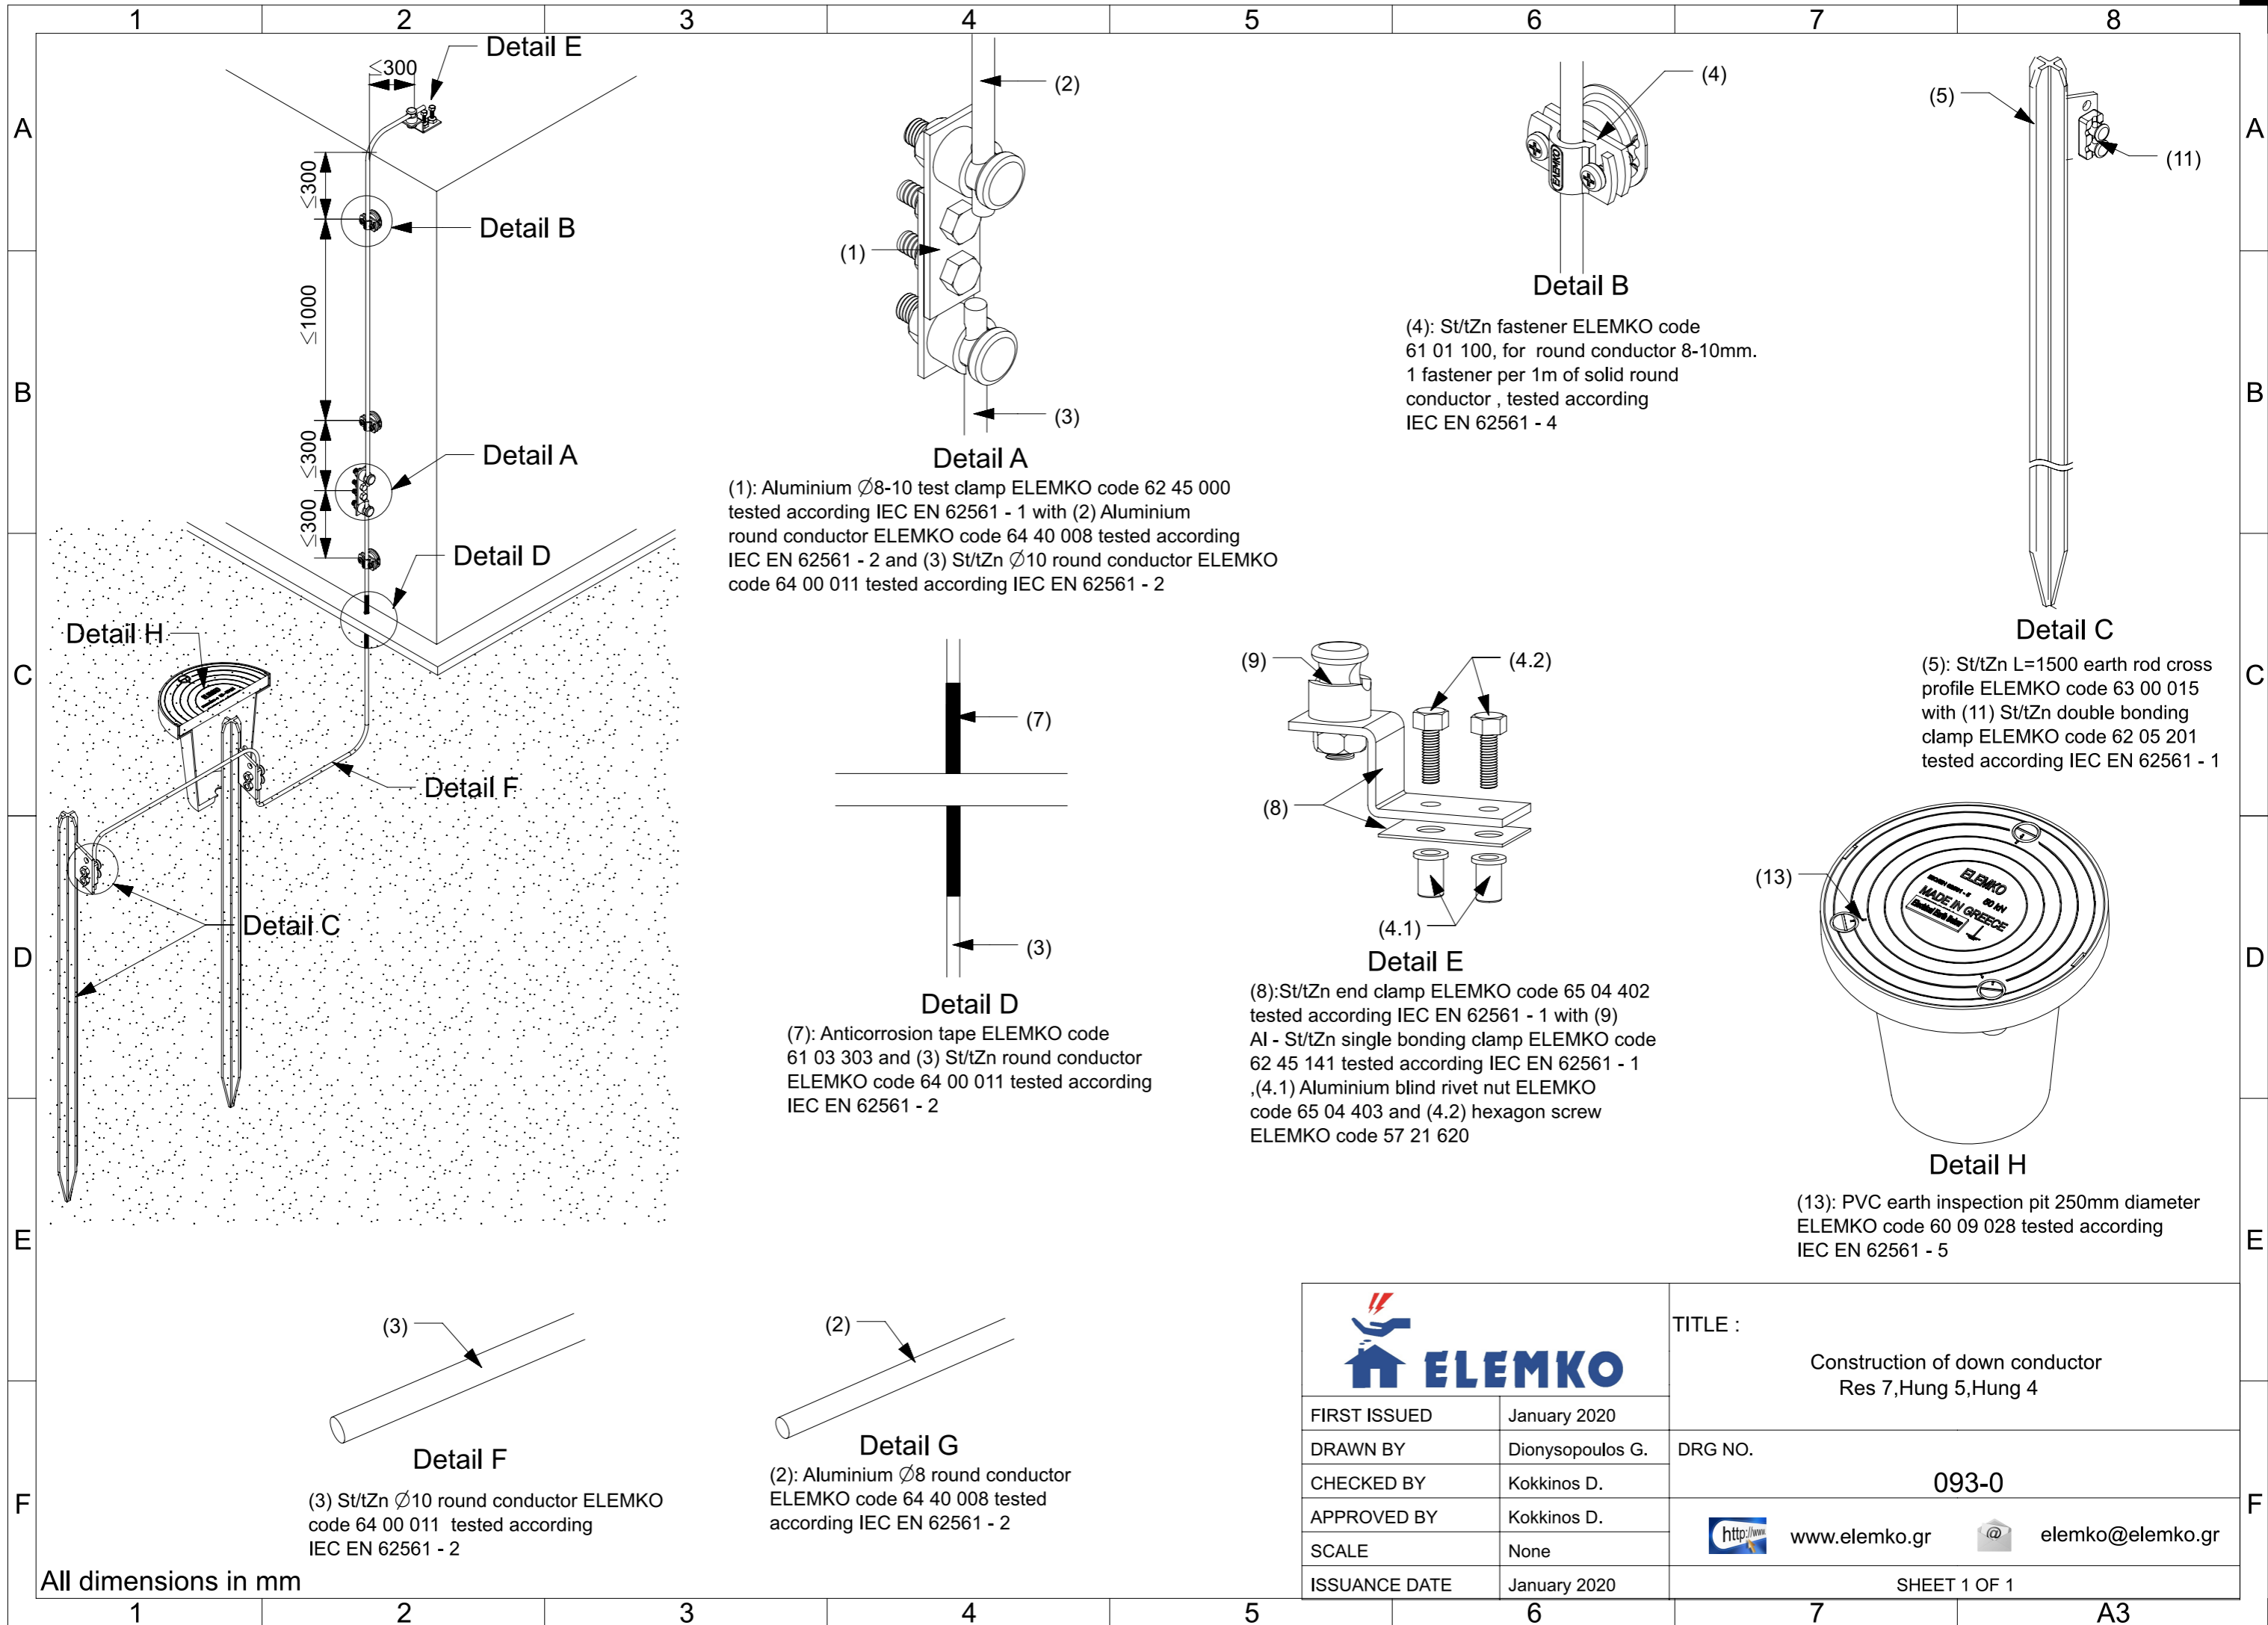 1 2 3 4 5 6 7 8
A
B
C
D
E
F
A
B
C
D
E
F
Detail E
≤300
≤300
Detail B
≤1000
≤300
Detail A
≤300
Detail D
Detail H
Detail F
Detail C
(2)
(1)
(3)
Detail A
(1): Aluminium ∅8-10 test clamp ELEMKO code 62 45 000
tested according IEC EN 62561 - 1 with (2) Aluminium
round conductor ELEMKO code 64 40 008 tested according
IEC EN 62561 - 2 and (3) St/tZn ∅10 round conductor ELEMKO
code 64 00 011 tested according IEC EN 62561 - 2
(4)
ΕΛΕΜΚΟ
Detail B
(4): St/tZn fastener ELEMKO code
61 01 100, for round conductor 8-10mm.
1 fastener per 1m of solid round
conductor , tested according
IEC EN 62561 - 4
(5)
(11)
Detail C
(5): St/tZn L=1500 earth rod cross
profile ELEMKO code 63 00 015
with (11) St/tZn double bonding
clamp ELEMKO code 62 05 201
tested according IEC EN 62561 - 1
(7)
(3)
Detail D
(7): Anticorrosion tape ELEMKO code
61 03 303 and (3) St/tZn round conductor
ELEMKO code 64 00 011 tested according
IEC EN 62561 - 2
(9)
(4.2)
(8)
(4.1)
Detail E
(8):St/tZn end clamp ELEMKO code 65 04 402
tested according IEC EN 62561 - 1 with (9)
Al - St/tZn single bonding clamp ELEMKO code
62 45 141 tested according IEC EN 62561 - 1
,(4.1) Aluminium blind rivet nut ELEMKO
code 65 04 403 and (4.2) hexagon screw
ELEMKO code 57 21 620
(13)
ELEMKO
60 kN
MADE IN GREECE
Detail H
(13): PVC earth inspection pit 250mm diameter
ELEMKO code 60 09 028 tested according
IEC EN 62561 - 5
(3)
Detail F
(3) St/tZn ∅10 round conductor ELEMKO
code 64 00 011 tested according
IEC EN 62561 - 2
(2)
Detail G
(2): Aluminium ∅8 round conductor
ELEMKO code 64 40 008 tested
according IEC EN 62561 - 2
All dimensions in mm
ELEMKO
FIRST ISSUED January 2020
DRAWN BY Dionysopoulos G.
CHECKED BY Kokkinos D.
APPROVED BY Kokkinos D.
SCALE None
ISSUANCE DATE January 2020
TITLE :
Construction of down conductor
Res 7,Hung 5,Hung 4
DRG NO.
093-0
http://www
www.elemko.gr
@
elemko@elemko.gr
SHEET 1 OF 1
1 2 3 4 5 6 7 A3